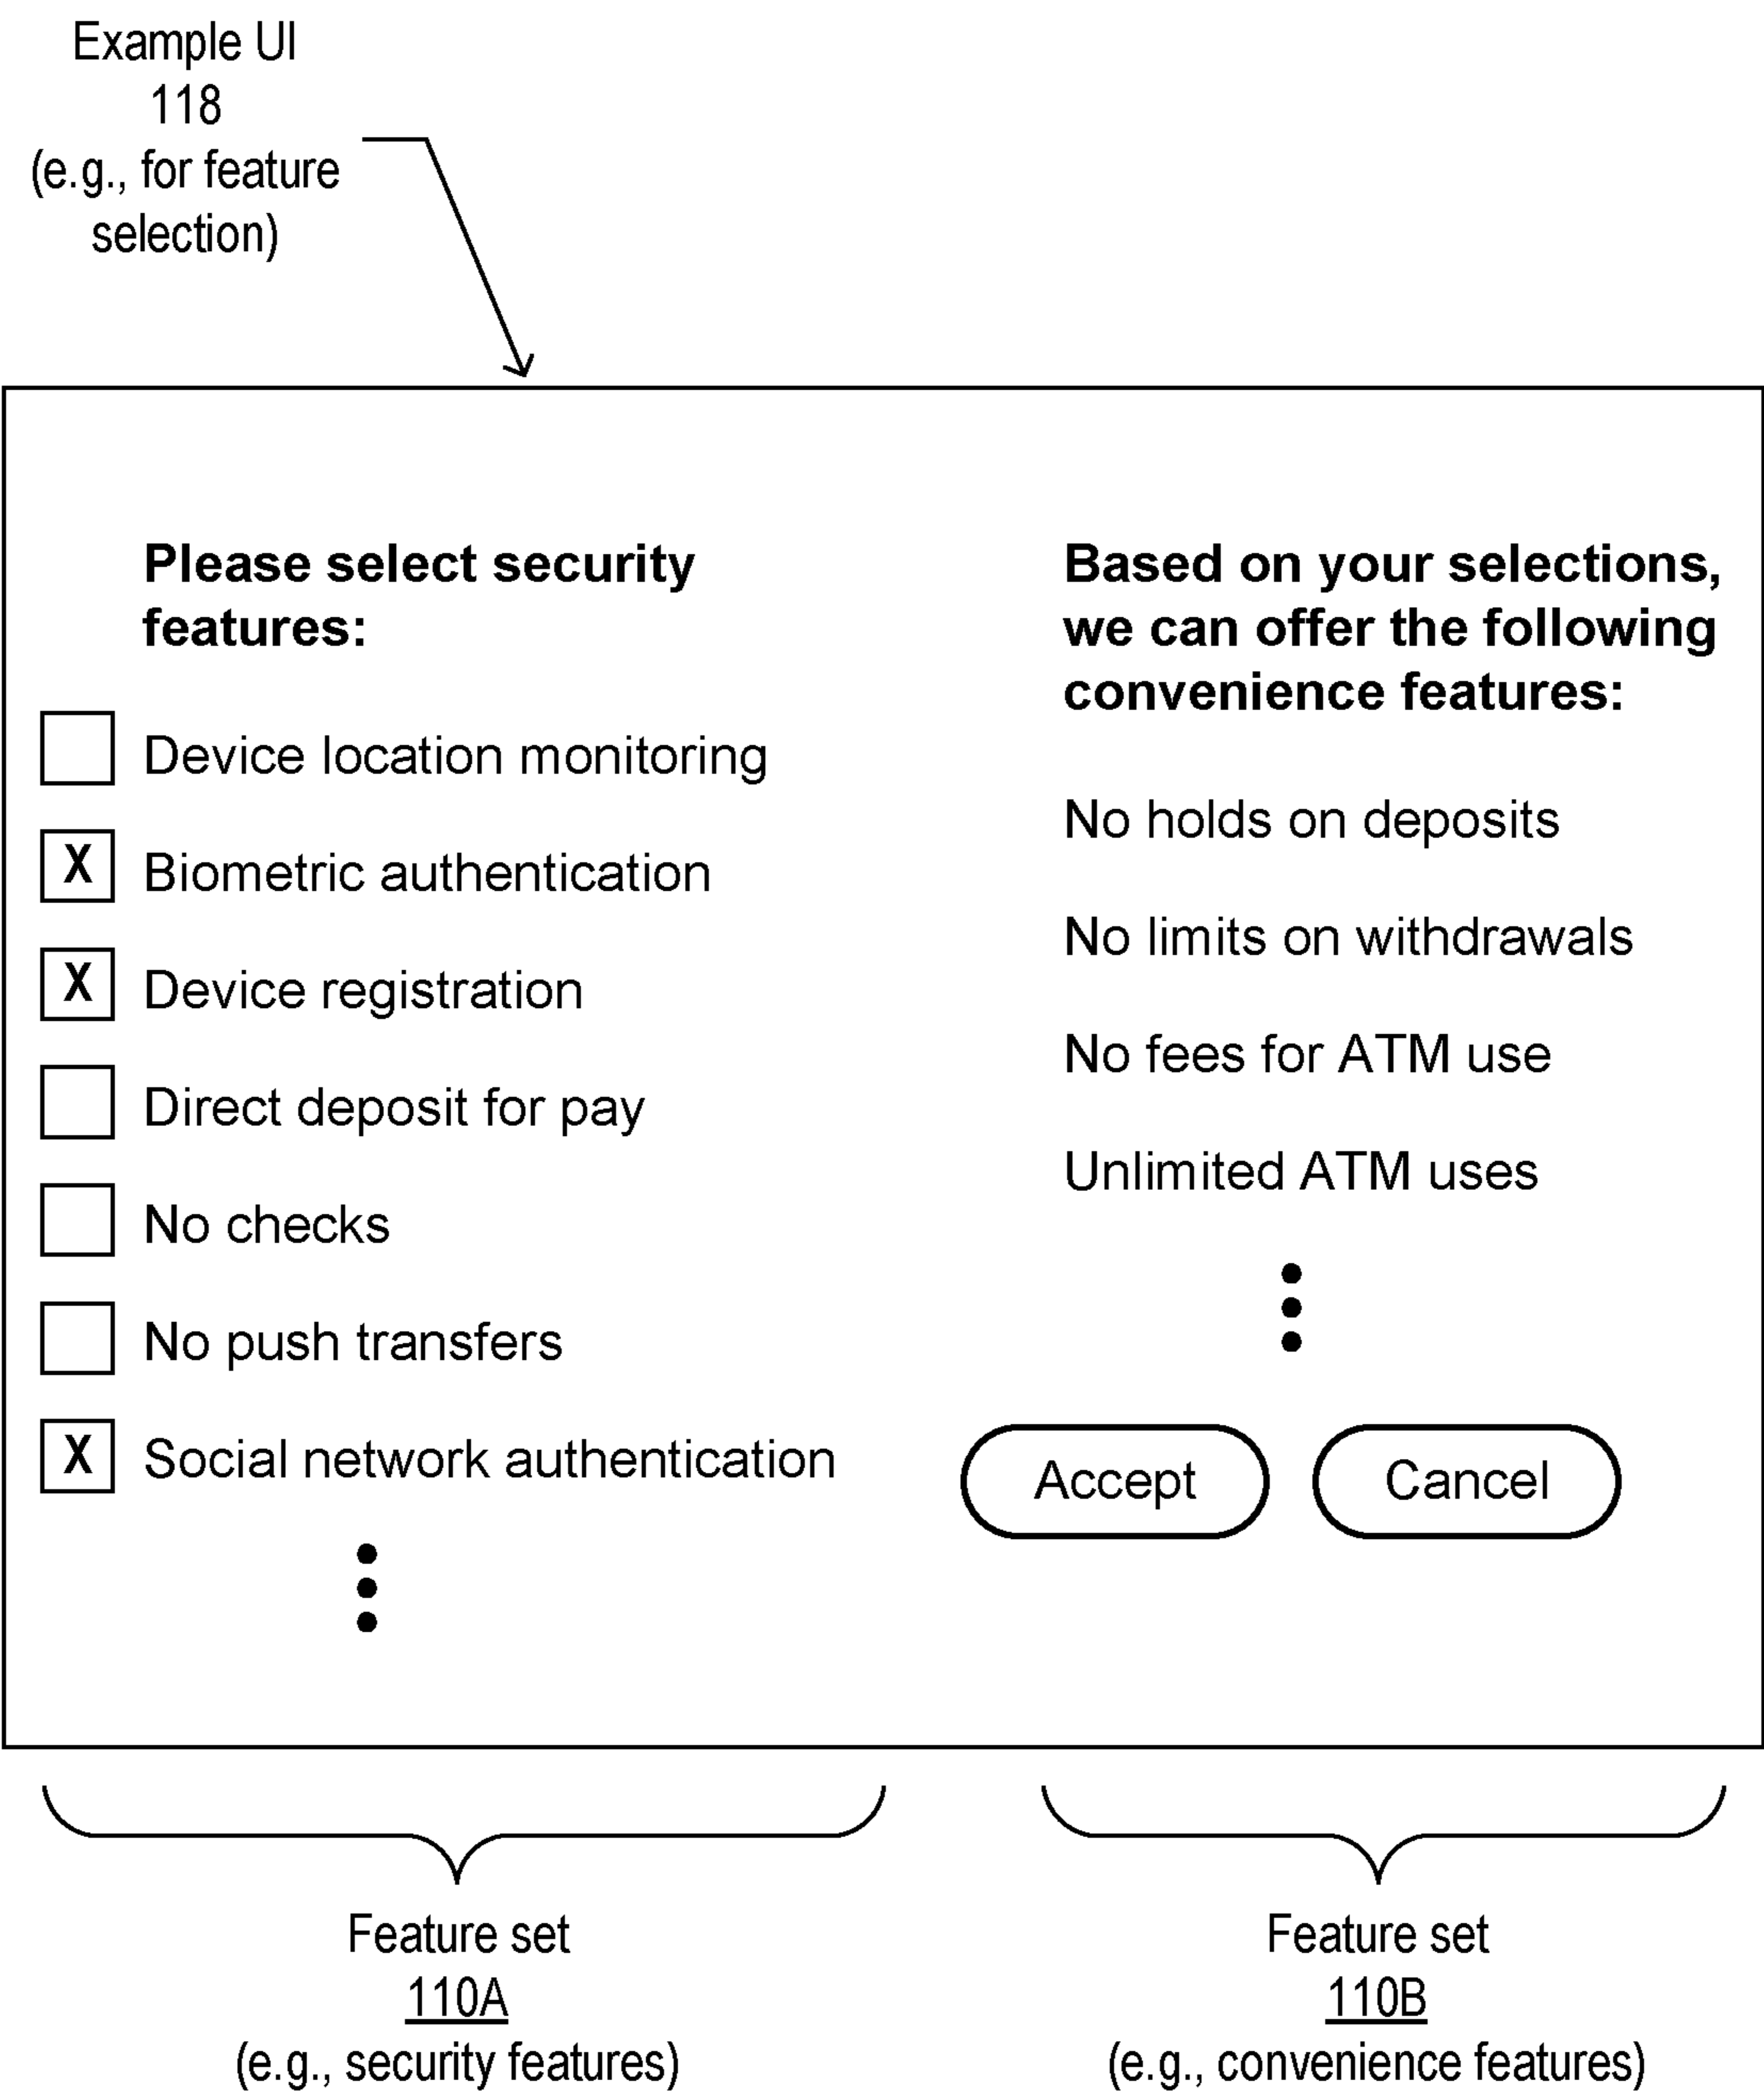 Example UI
118
(e.g., for feature
selection)
Please select security
features:
Device location monitoring
X Biometric authentication
X Device registration
Direct deposit for pay
No checks
No push transfers
X Social network authentication
Based on your selections,
we can offer the following
convenience features:
No holds on deposits
No limits on withdrawals
No fees for ATM use
Unlimited ATM uses
Accept
Cancel
Feature set
110A
(e.g., security features)
Feature set
110B
(e.g., convenience features)